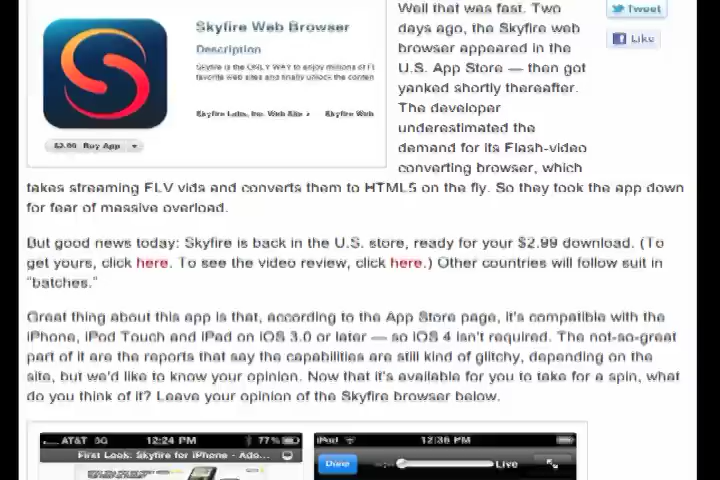 Skyfire Web Browser
Description
Skyfire is the ONLY WAY to enjoy millions of Fl
favorite web sites and finally unlock the conten
Skyfire Labs, Inc. Web Site
Skyfire Web
$2.99 Buy App
Well that was fast. Two
days ago, the Skyfire web
browser appeared in the
U.S. App Store — then got
yanked shortly thereafter.
The developer
underestimated the
demand for its Flash-video
converting browser, which
takes streaming FLV vids and converts them to HTML5 on the fly. So they took the app down
for fear of massive overload.
Tweet
Like
But good news today: Skyfire is back in the U.S. store, ready for your $2.99 download. (To
get yours, click here. To see the video review, click here.) Other countries will follow suit in
"batches."
Great thing about this app is that, according to the App Store page, it's compatible with the
iPhone, iPod Touch and iPad on iOS 3.0 or later — so iOS 4 isn't required. The not-so-great
part of it are the reports that say the capabilities are still kind of glitchy, depending on the
site, but we'd like to know your opinion. Now that it's available for you to take for a spin, what
do you think of it? Leave your opinion of the Skyfire browser below.
AT&T 3G 12:24 PM 77%
First Look: Skyfire for iPhone - Ado...
iPod 12:36 PM
Done Live